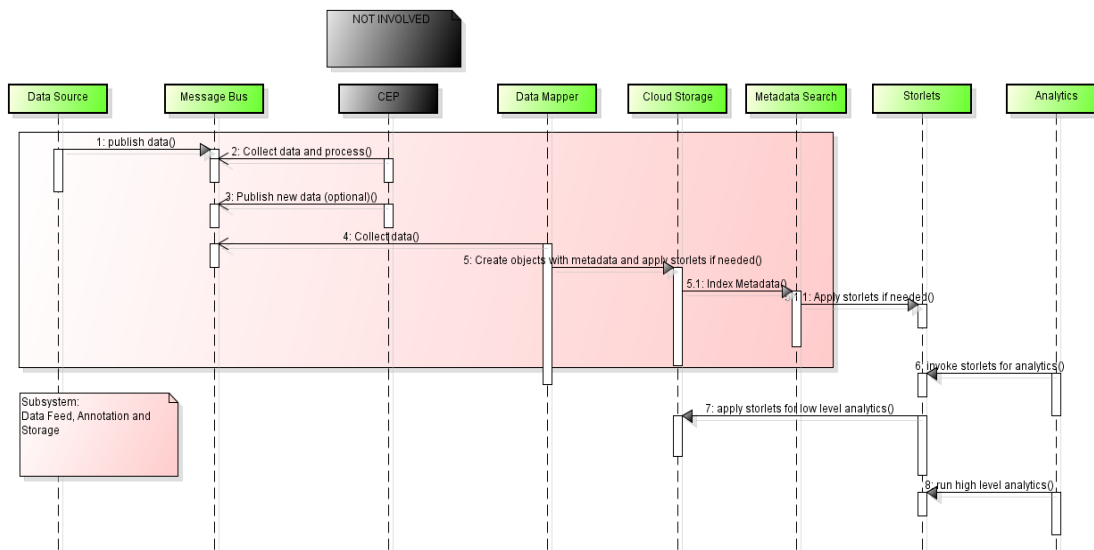 NOT INVOLVED
Data Source
Message Bus
CEP
Data Mapper
Cloud Storage
Metadata Search
Storlets
Analytics
1: publish data()
2: Collect data and process()
3: Publish new data (optional)()
4: Collect data()
5: Create objects with metadata and apply storlets if needed()
5.1: Index Metadata()
5.1.1: Apply storlets if needed()
6: invoke storlets for analytics()
Subsystem:
Data Feed, Annotation and
Storage
7: apply storlets for low level analytics()
8: run high level analytics()